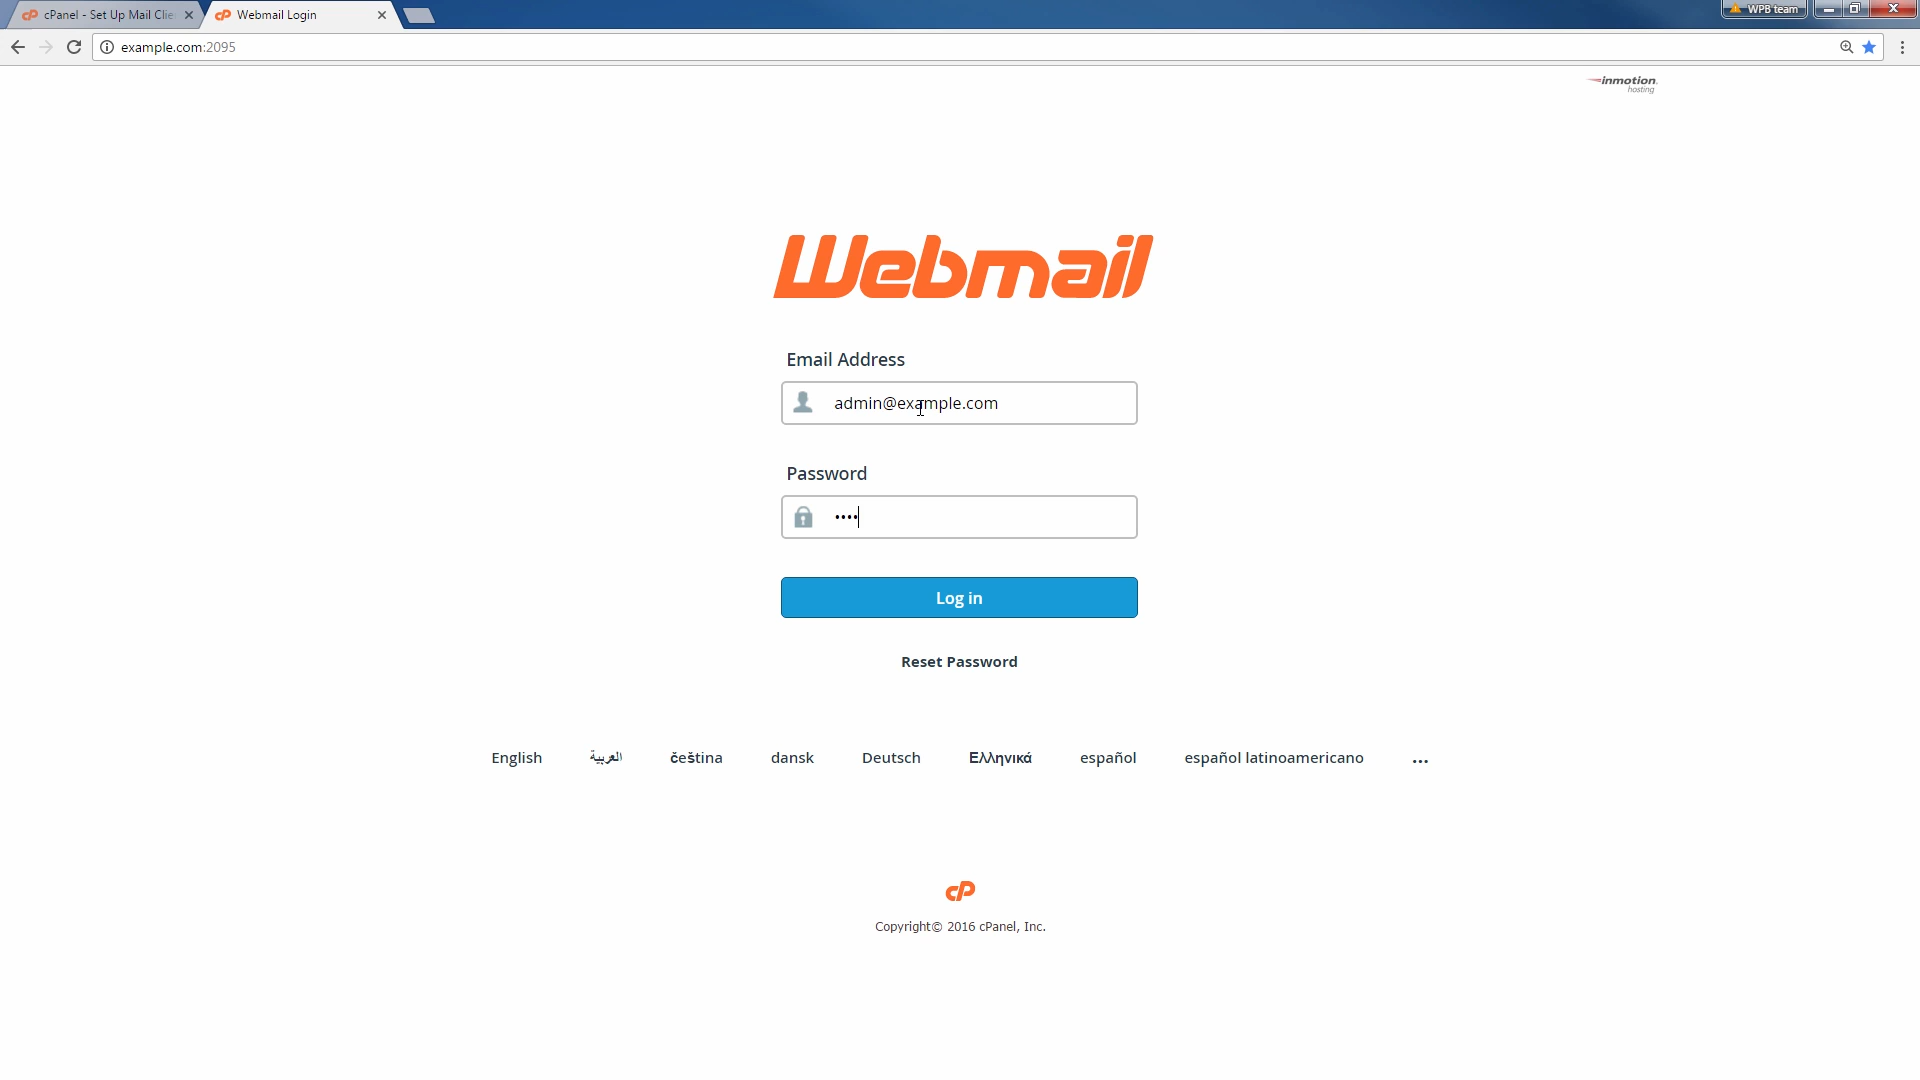 cPanel - Set Up Mail Clie
Webmail Login
WPB team
example.com:2095
inmotion
hosting
Webmail
Email Address
admin@example.com
Password
••••
Log in
Reset Password
English العربية čeština dansk Deutsch Ελληνικά español español latinoamericano ...
cP
Copyright© 2016 cPanel, Inc.